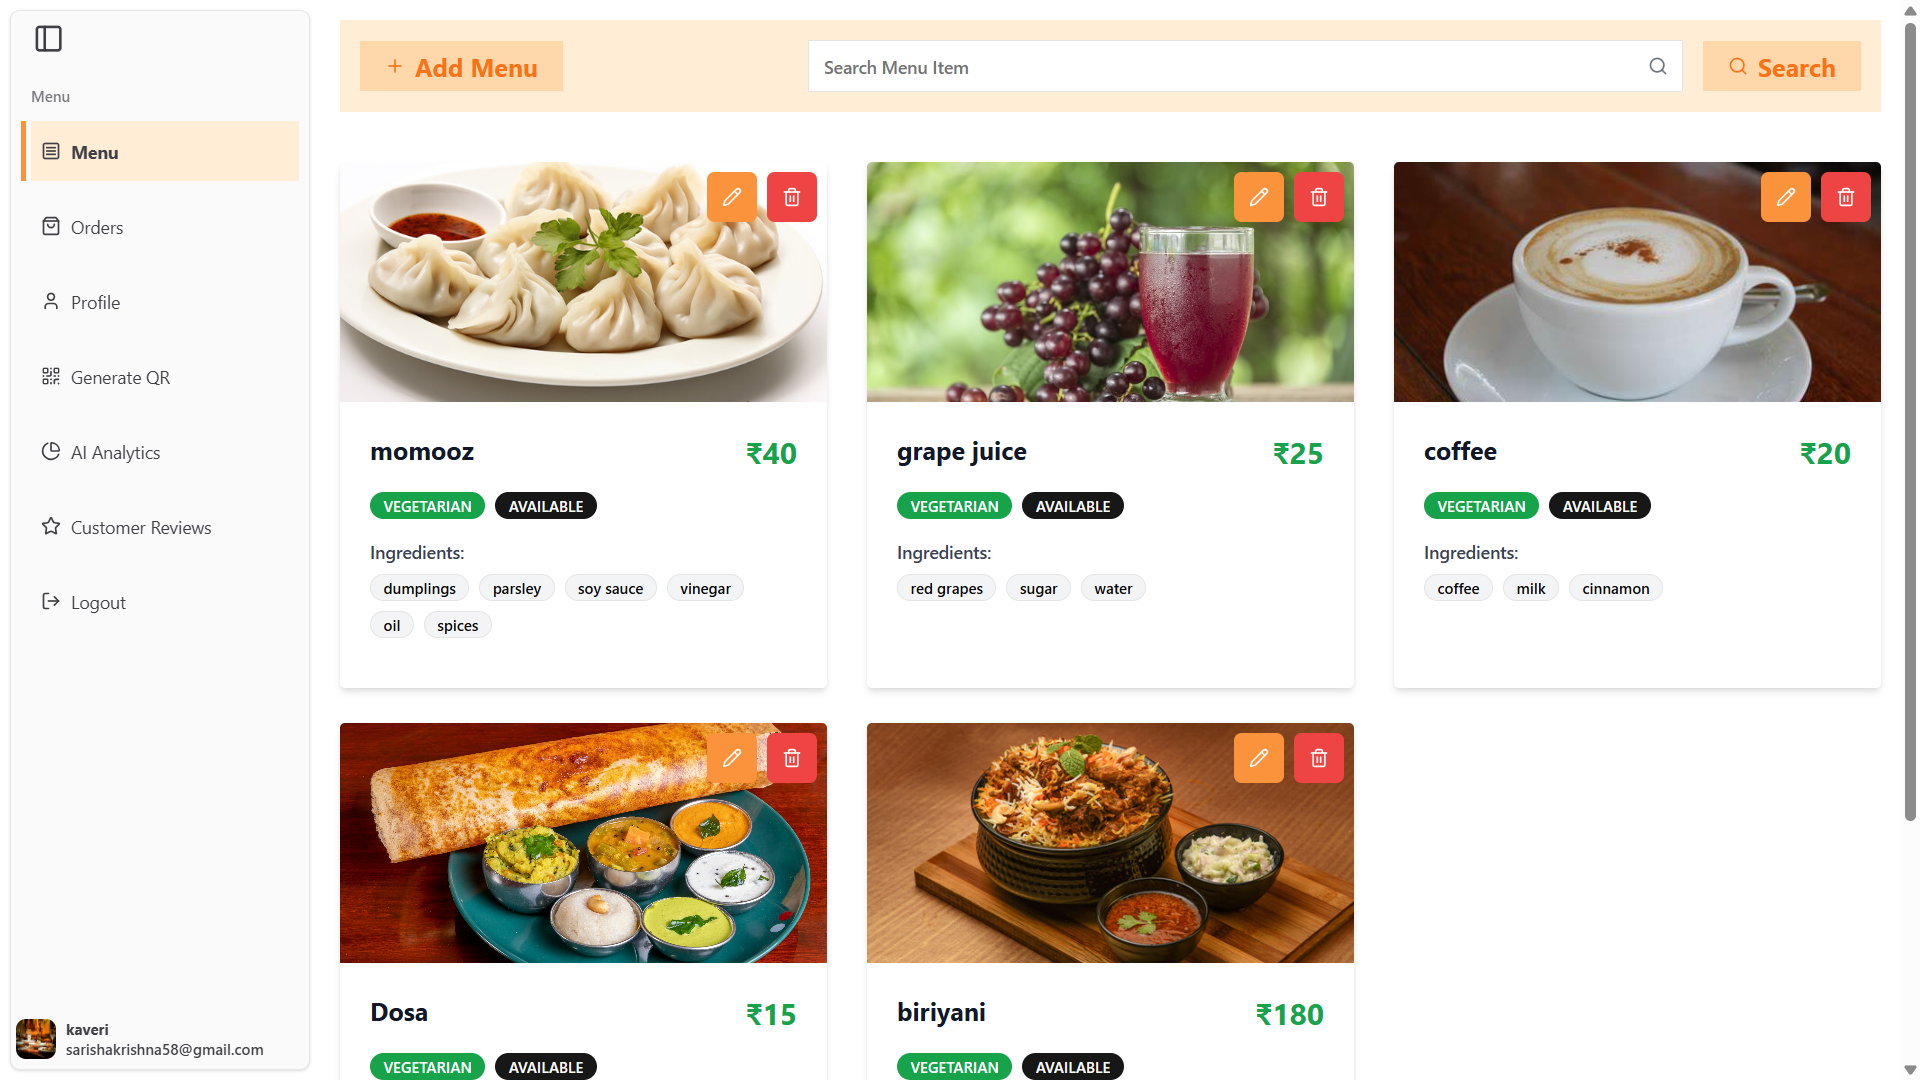 Menu
Menu
Orders
Profile
Generate QR
AI Analytics
Customer Reviews
Logout
kaveri
sarishakrishna58@gmail.com
+ Add Menu
Search Menu Item
Search
momooz ₹40
VEGETARIAN AVAILABLE
Ingredients:
dumplings parsley soy sauce vinegar
oil spices
grape juice ₹25
VEGETARIAN AVAILABLE
Ingredients:
red grapes sugar water
coffee ₹20
VEGETARIAN AVAILABLE
Ingredients:
coffee milk cinnamon
Dosa ₹15
VEGETARIAN AVAILABLE
biriyani ₹180
VEGETARIAN AVAILABLE